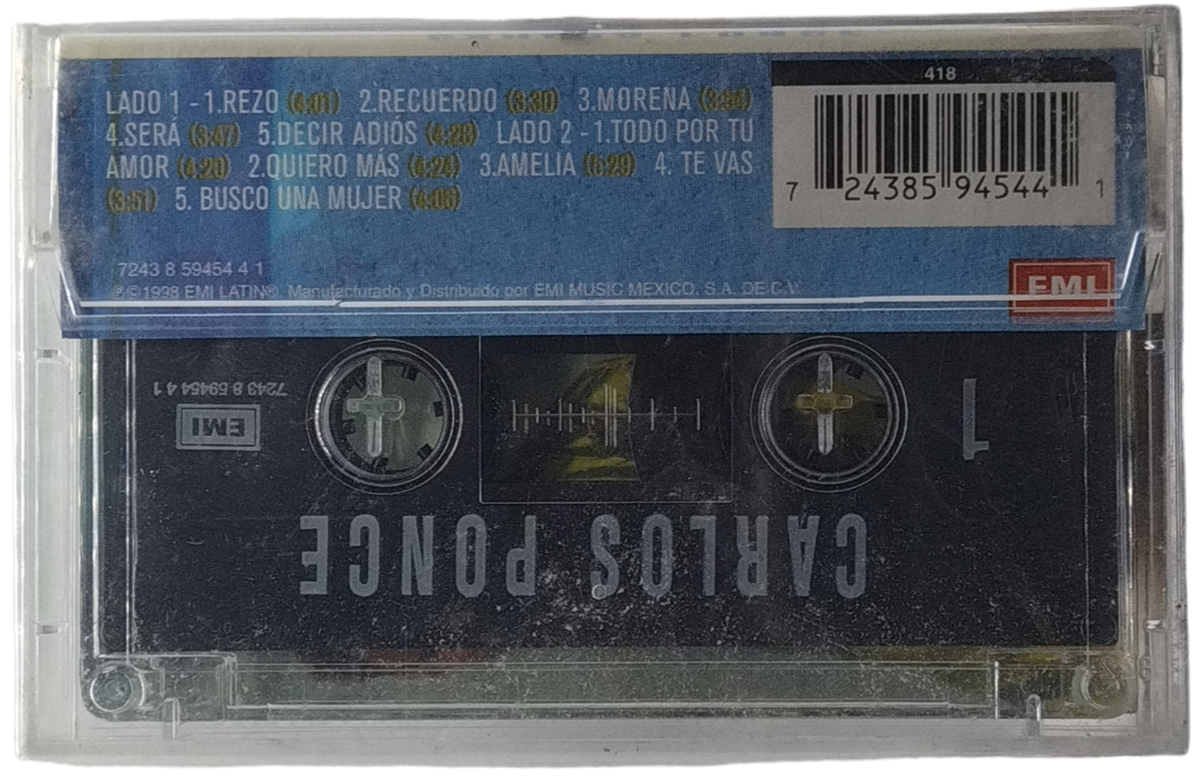 LADO 1 - 1.REZO (4:01) 2.RECUERDO (3:30) 3.MORENA (3:54)
4.SERÁ (3:47) 5.DECIR ADIÓS (4:28) LADO 2 - 1.TODO POR TU
AMOR (4:20) 2.QUIERO MÁS (4:24) 3.AMELIA (5:29) 4. TE VAS
(3:51) 5. BUSCO UNA MUJER (4:08)
7243 8 59454 4 1
℗©1998 EMI LATIN®. Manufacturado y Distribuido por EMI MUSIC MEXICO, S.A. DE C.V.
418
7 24385 94544 1
EMI
7243 8 59454 4 1
EMI
1
CARLOS PONCE